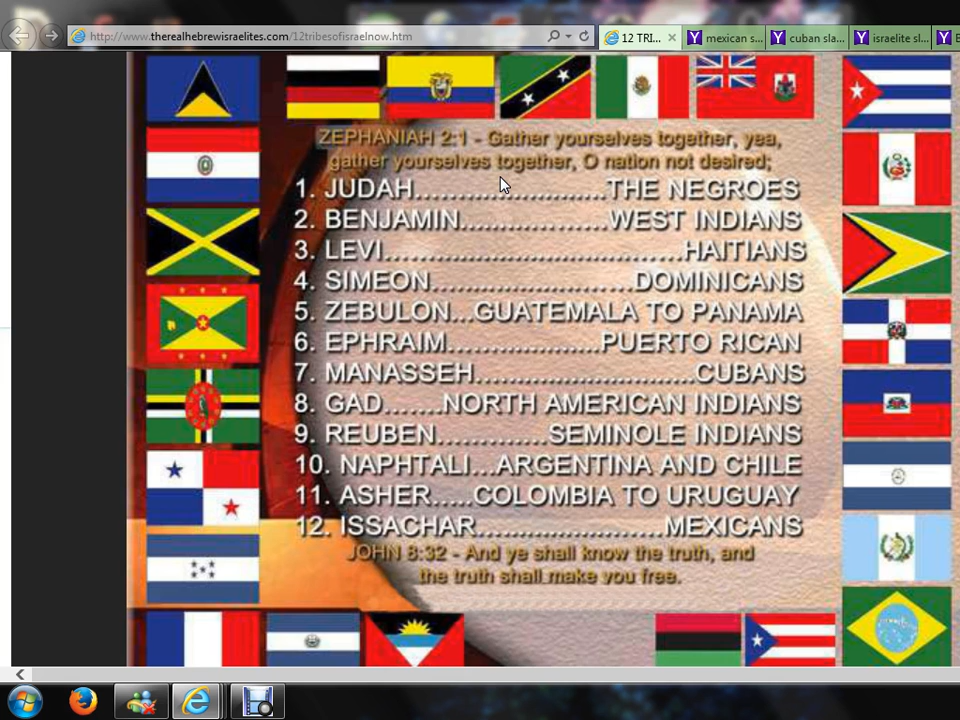 http://www.therealhebrewisraelites.com/12tribesofisraelnow.htm
12 TRI...
mexican s...
cuban sla...
israelite sl...
ZEPHANIAH 2:1 - Gather yourselves together, yea,
gather yourselves together, O nation not desired;
1. JUDAH.......................THE NEGROES
2. BENJAMIN..................WEST INDIANS
3. LEVI....................................HAITIANS
4. SIMEON.........................DOMINICANS
5. ZEBULON...GUATEMALA TO PANAMA
6. EPHRAIM....................PUERTO RICAN
7. MANASSEH...........................CUBANS
8. GAD.......NORTH AMERICAN INDIANS
9. REUBEN.............SEMINOLE INDIANS
10. NAPHTALI...ARGENTINA AND CHILE
11. ASHER.....COLOMBIA TO URUGUAY
12. ISSACHAR.......................MEXICANS
JOHN 8:32 - And ye shall know the truth, and
the truth shall make you free.